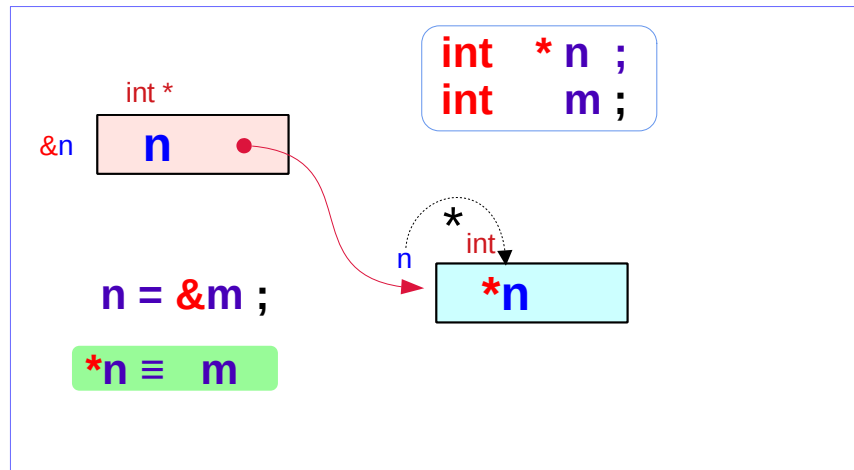 int * n ;
int m ;
int *
&n n
*
int
n
*n
n = &m ;
*n ≡ m